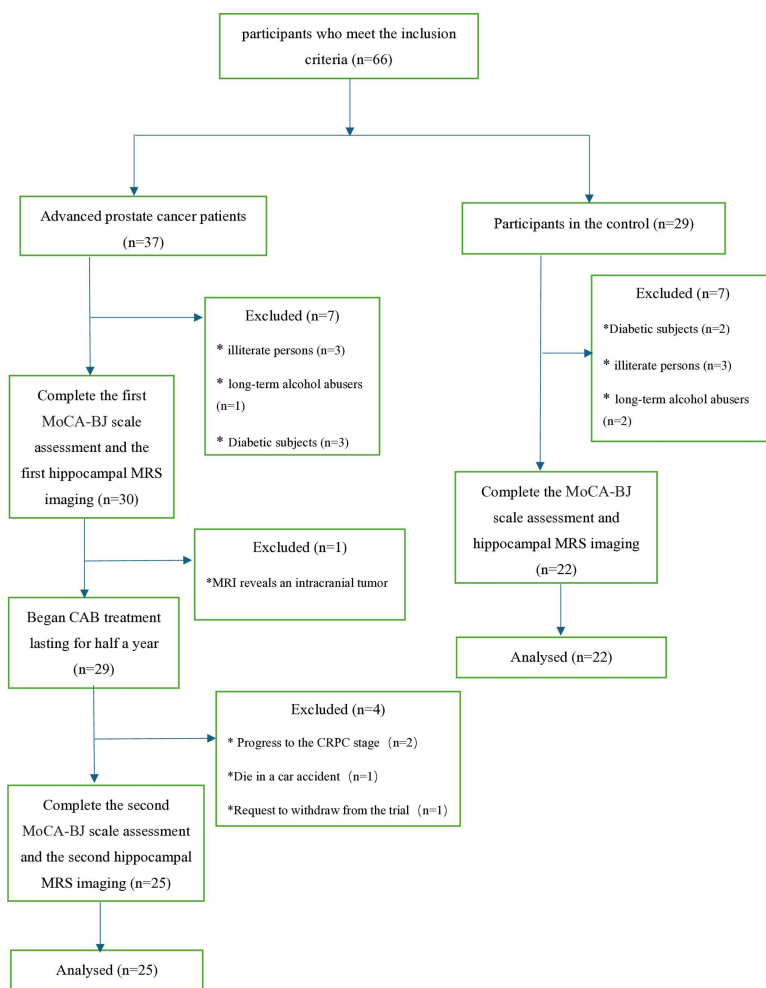 participants who meet the inclusion
criteria (n=66)
Advanced prostate cancer patients
(n=37)
Participants in the control (n=29)
Excluded (n=7)
* illiterate persons (n=3)
* long-term alcohol abusers
(n=1)
* Diabetic subjects (n=3)
Excluded (n=7)
*Diabetic subjects (n=2)
* illiterate persons (n=3)
* long-term alcohol abusers
(n=2)
Complete the first
MoCA-BJ scale
assessment and the
first hippocampal MRS
imaging (n=30)
Complete the MoCA-BJ
scale assessment and
hippocampal MRS imaging
(n=22)
Excluded (n=1)
*MRI reveals an intracranial tumor
Began CAB treatment
lasting for half a year
(n=29)
Analysed (n=22)
Excluded (n=4)
* Progress to the CRPC stage（n=2）
*Die in a car accident（n=1）
*Request to withdraw from the trial（n=1）
Complete the second
MoCA-BJ scale assessment
and the second hippocampal
MRS imaging (n=25)
Analysed (n=25)